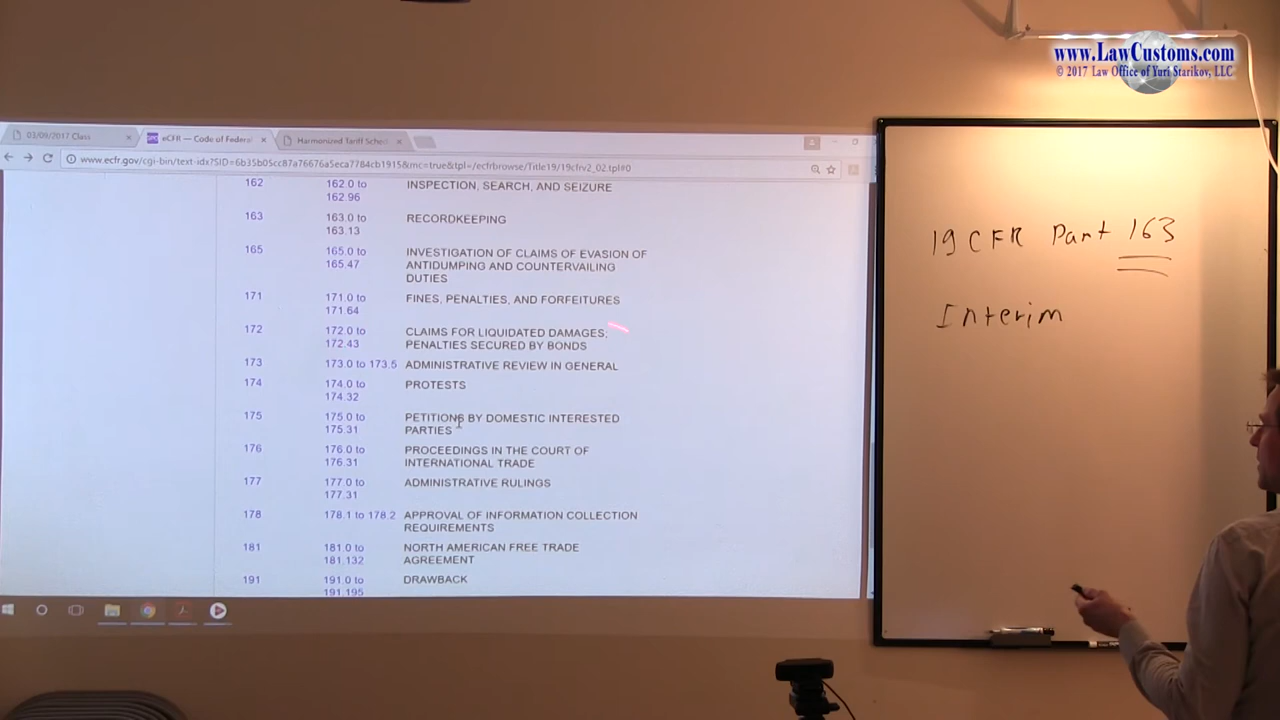 www.LawCustoms.com
© 2017 Law Office of Yuri Starikov, LLC
03/09/2017 Class
eCFR — Code of Federal
Harmonized Tariff Sched
www.ecfr.gov/cgi-bin/text-idx?SID=6b35b05cc87a76676a5eca7784cb1915&mc=true&tpl=/ecfrbrowse/Title19/19cfrv2_02.tpl#0
162 162.0 to INSPECTION, SEARCH, AND SEIZURE
162.96
163 163.0 to RECORDKEEPING
163.13
165 165.0 to INVESTIGATION OF CLAIMS OF EVASION OF
165.47 ANTIDUMPING AND COUNTERVAILING
DUTIES
171 171.0 to FINES, PENALTIES, AND FORFEITURES
171.64
172 172.0 to CLAIMS FOR LIQUIDATED DAMAGES;
172.43 PENALTIES SECURED BY BONDS
173 173.0 to 173.5 ADMINISTRATIVE REVIEW IN GENERAL
174 174.0 to PROTESTS
174.32
175 175.0 to PETITIONS BY DOMESTIC INTERESTED
175.31 PARTIES
176 176.0 to PROCEEDINGS IN THE COURT OF
176.31 INTERNATIONAL TRADE
177 177.0 to ADMINISTRATIVE RULINGS
177.31
178 178.1 to 178.2 APPROVAL OF INFORMATION COLLECTION
REQUIREMENTS
181 181.0 to NORTH AMERICAN FREE TRADE
181.132 AGREEMENT
191 191.0 to DRAWBACK
191.195
19 CFR Part 163
Interim